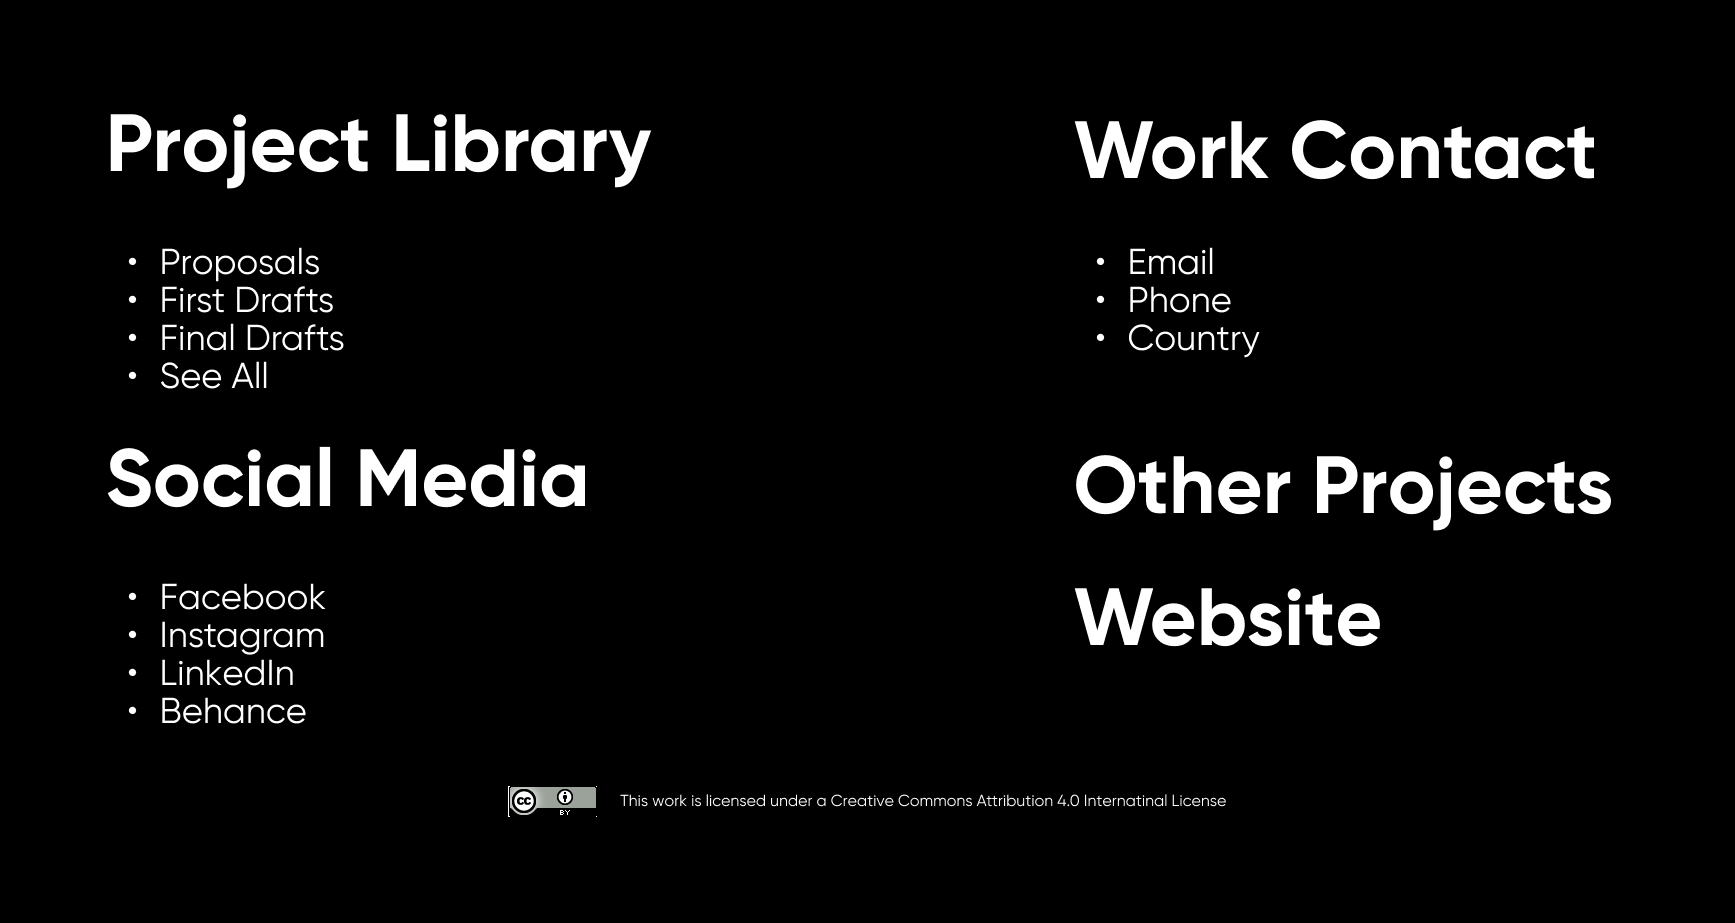 Project Library
• Proposals
• First Drafts
• Final Drafts
• See All
Social Media
• Facebook
• Instagram
• LinkedIn
• Behance
Work Contact
• Email
• Phone
• Country
Other Projects
Website
cc BY
This work is licensed under a Creative Commons Attribution 4.0 Internatinal License